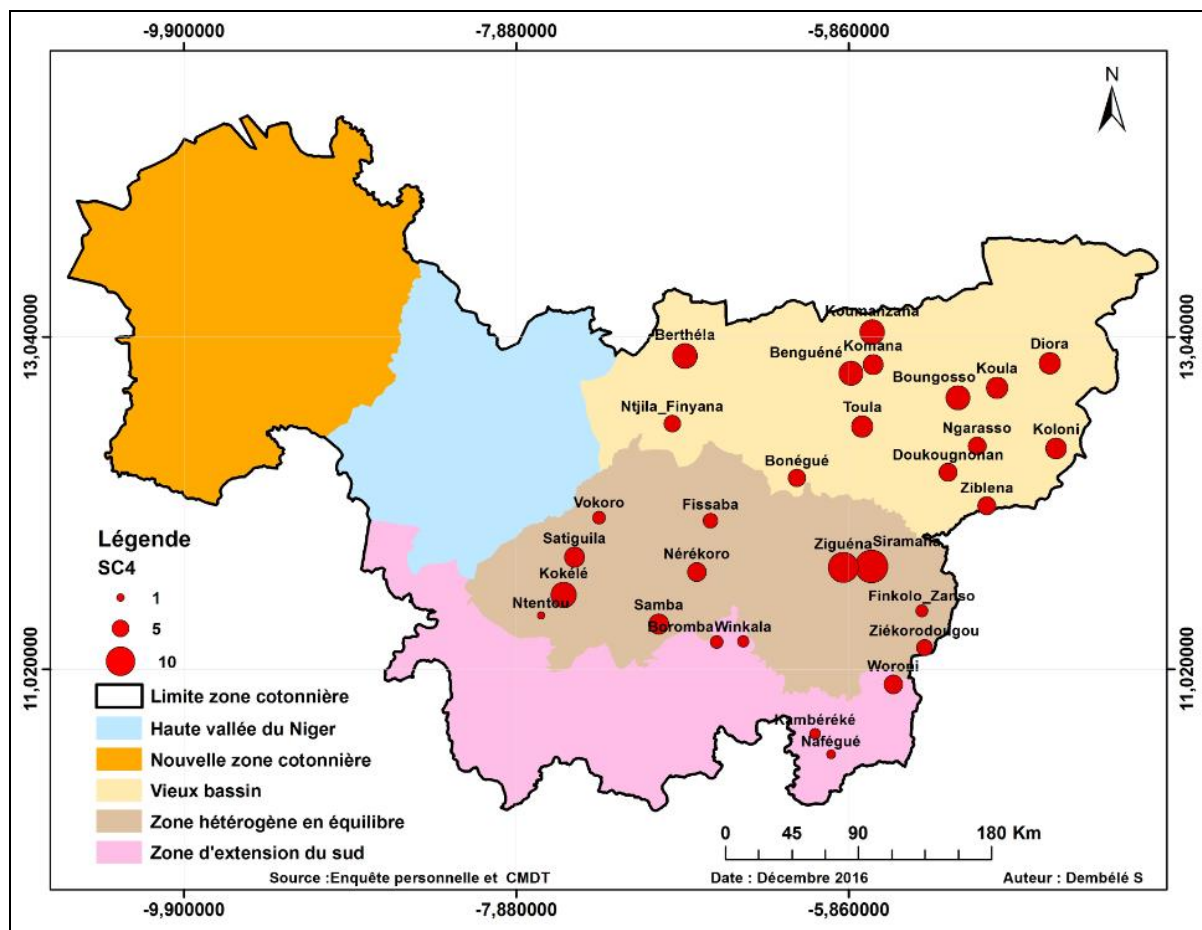 -9,900000 -7,880000 -5,860000
N
13,040000 13,040000
Koumanzana
Berthéla
Komana
Benguéné
Diora
Koula
Boungosso
Ntjila_Finyana
Toula
Ngarasso
Koloni
Bonégué
Doukougnonan
Ziblena
Vokoro
Fissaba
Satiguila
Nérékoro
Ziguéna
Siramana
Kokélé
Ntentou
Samba
Finkolo_Zanso
Boromba
Winkala
Ziékorodougou
11,020000 11,020000
Woroni
Kambéréké
Nafégué
Légende
SC4
1
5
10
Limite zone cotonnière
Haute vallée du Niger
Nouvelle zone cotonnière
Vieux bassin
Zone hétérogène en équilibre
Zone d'extension du sud
0 45 90 180 Km
Source :Enquête personnelle et CMDT Date : Décembre 2016 Auteur : Dembélé S
-9,900000 -7,880000 -5,860000